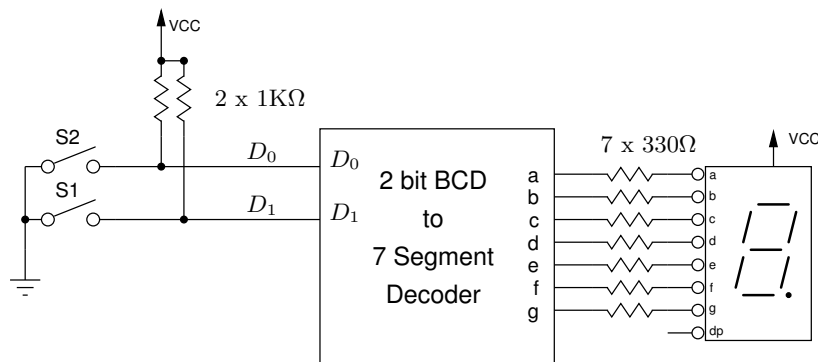 VCC
2 x 1KΩ
S2
D0
D0
S1
D1
D1
2 bit BCD
to
7 Segment
Decoder
a
b
c
d
e
f
g
7 x 330Ω
VCC
a
b
c
d
e
f
g
dp